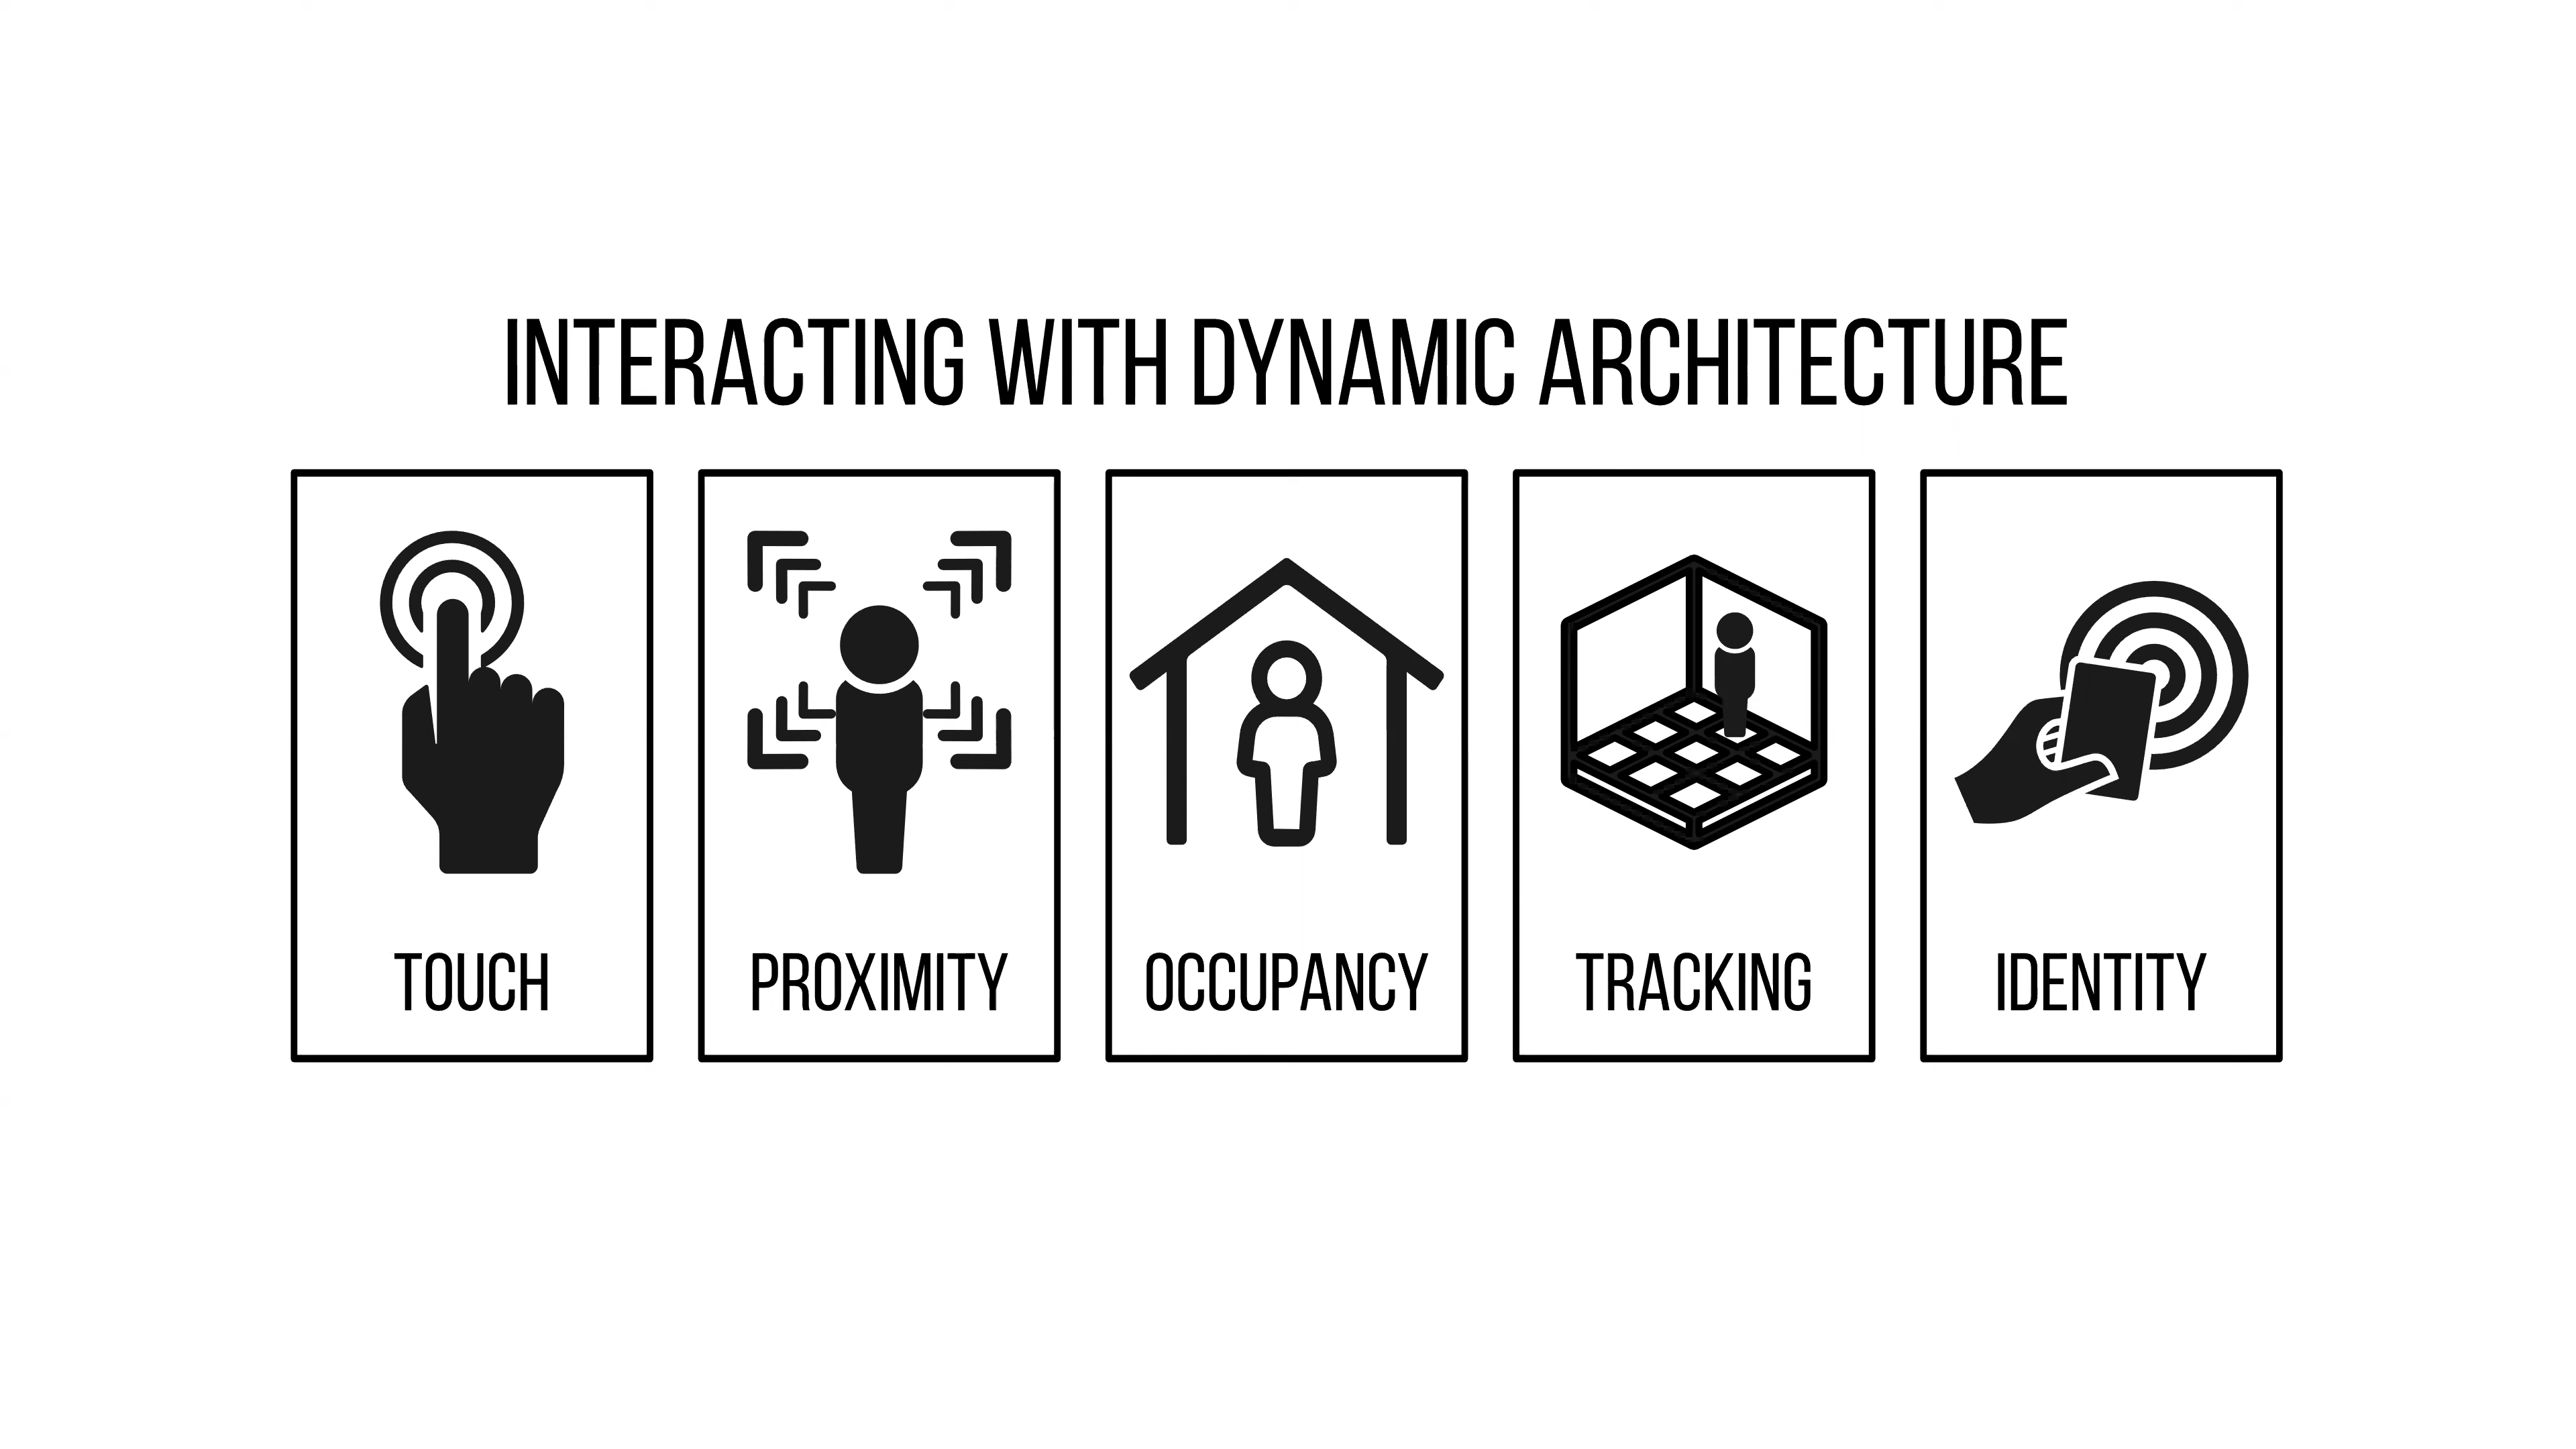 INTERACTING WITH DYNAMIC ARCHITECTURE
TOUCH
PROXIMITY
OCCUPANCY
TRACKING
IDENTITY